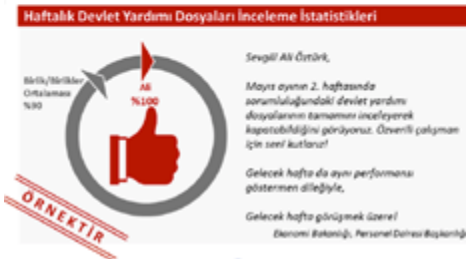 Haftalık Devlet Yardımı Dosyaları İnceleme İstatistikleri
Birlik/Birlikler
Ortalaması
%90
Ali
%100
Sevgili Ali Öztürk,
Mayıs ayının 2. haftasında
sorumluluğundaki devlet yardımı
dosyalarının tamamını inceleyerek
kapatabildiğini görüyoruz. Özverili çalışman
için seni kutlarız!
Gelecek hafta da aynı performansı
göstermen dileğiyle,
Gelecek hafta görüşmek üzere!
Ekonomi Bakanlığı, Personel Dairesi Başkanlığı
ÖRNEKTİR